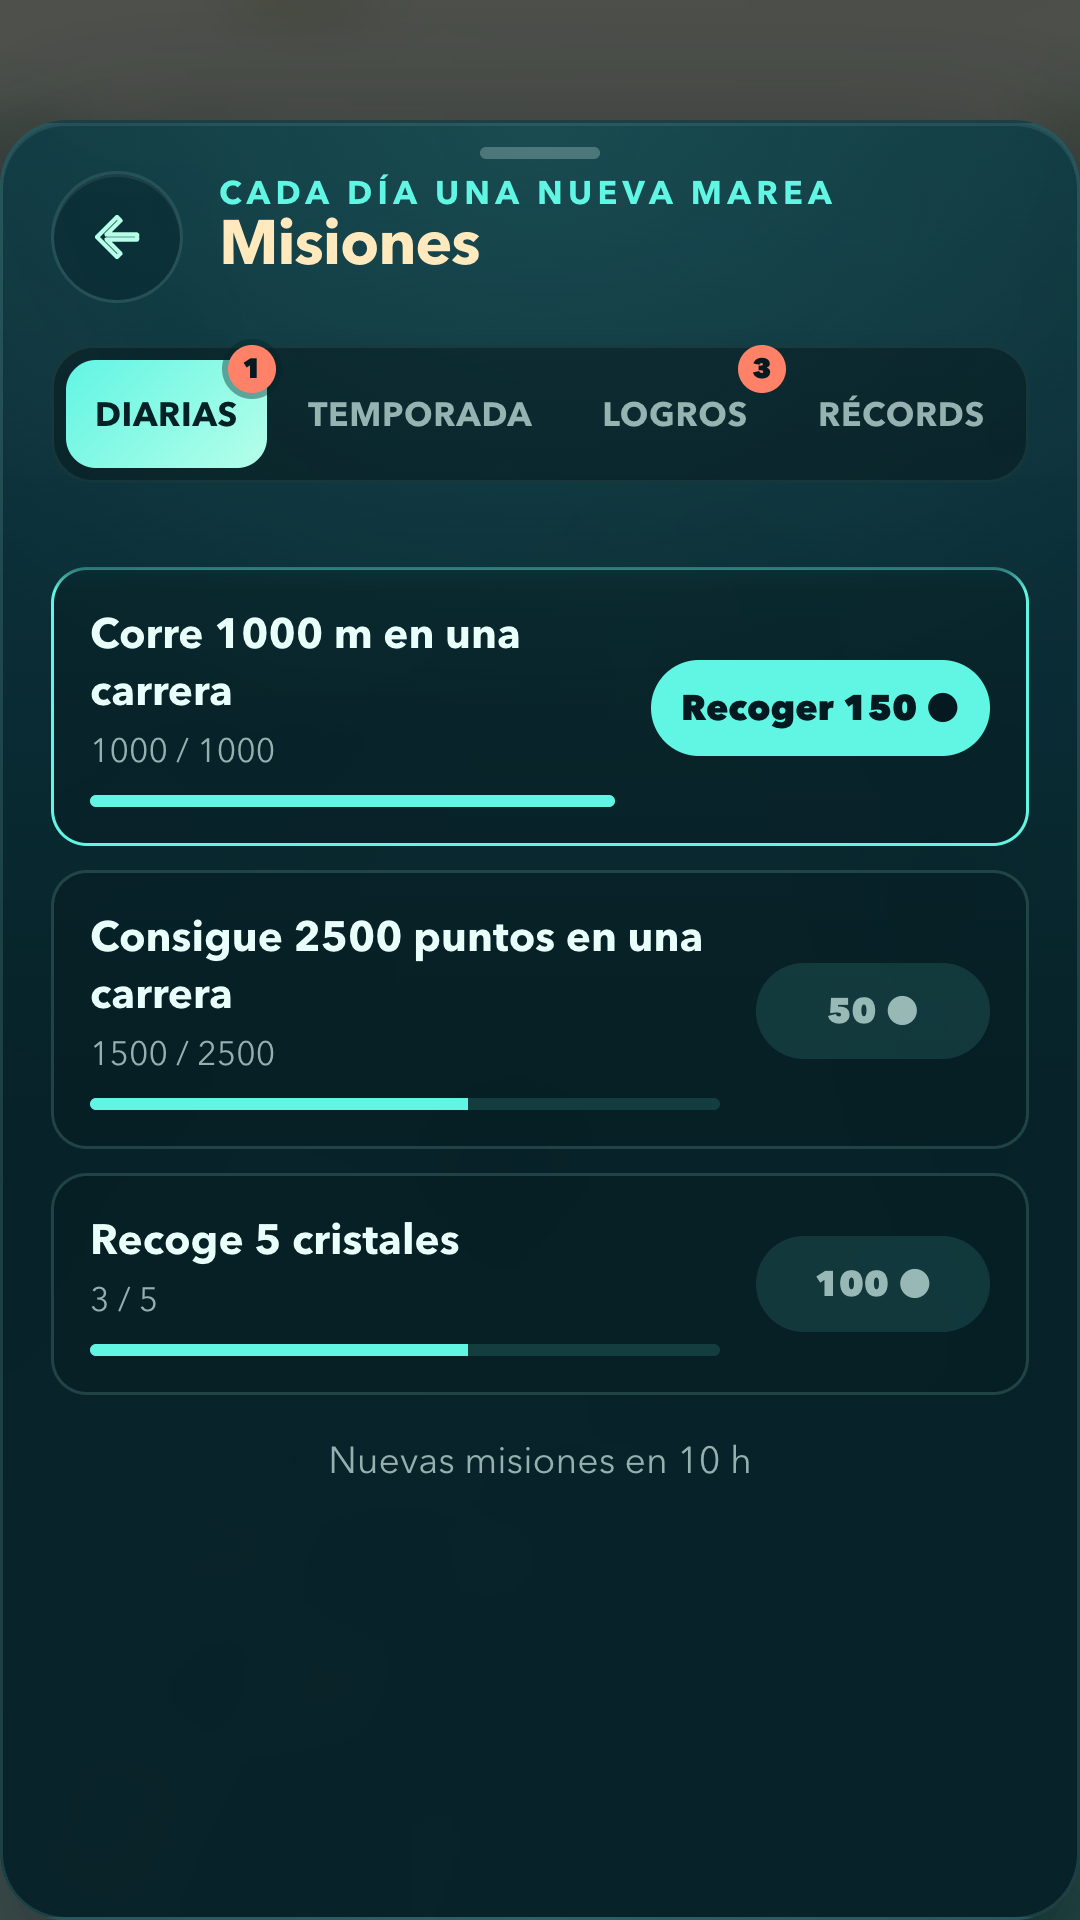 CADA DÍA UNA NUEVA MAREA
Misiones
DIARIAS 1 TEMPORADA LOGROS 3 RÉCORDS
Corre 1000 m en una
carrera
1000 / 1000
Recoger 150
Consigue 2500 puntos en una
carrera
1500 / 2500
50
Recoge 5 cristales
3 / 5
100
Nuevas misiones en 10 h